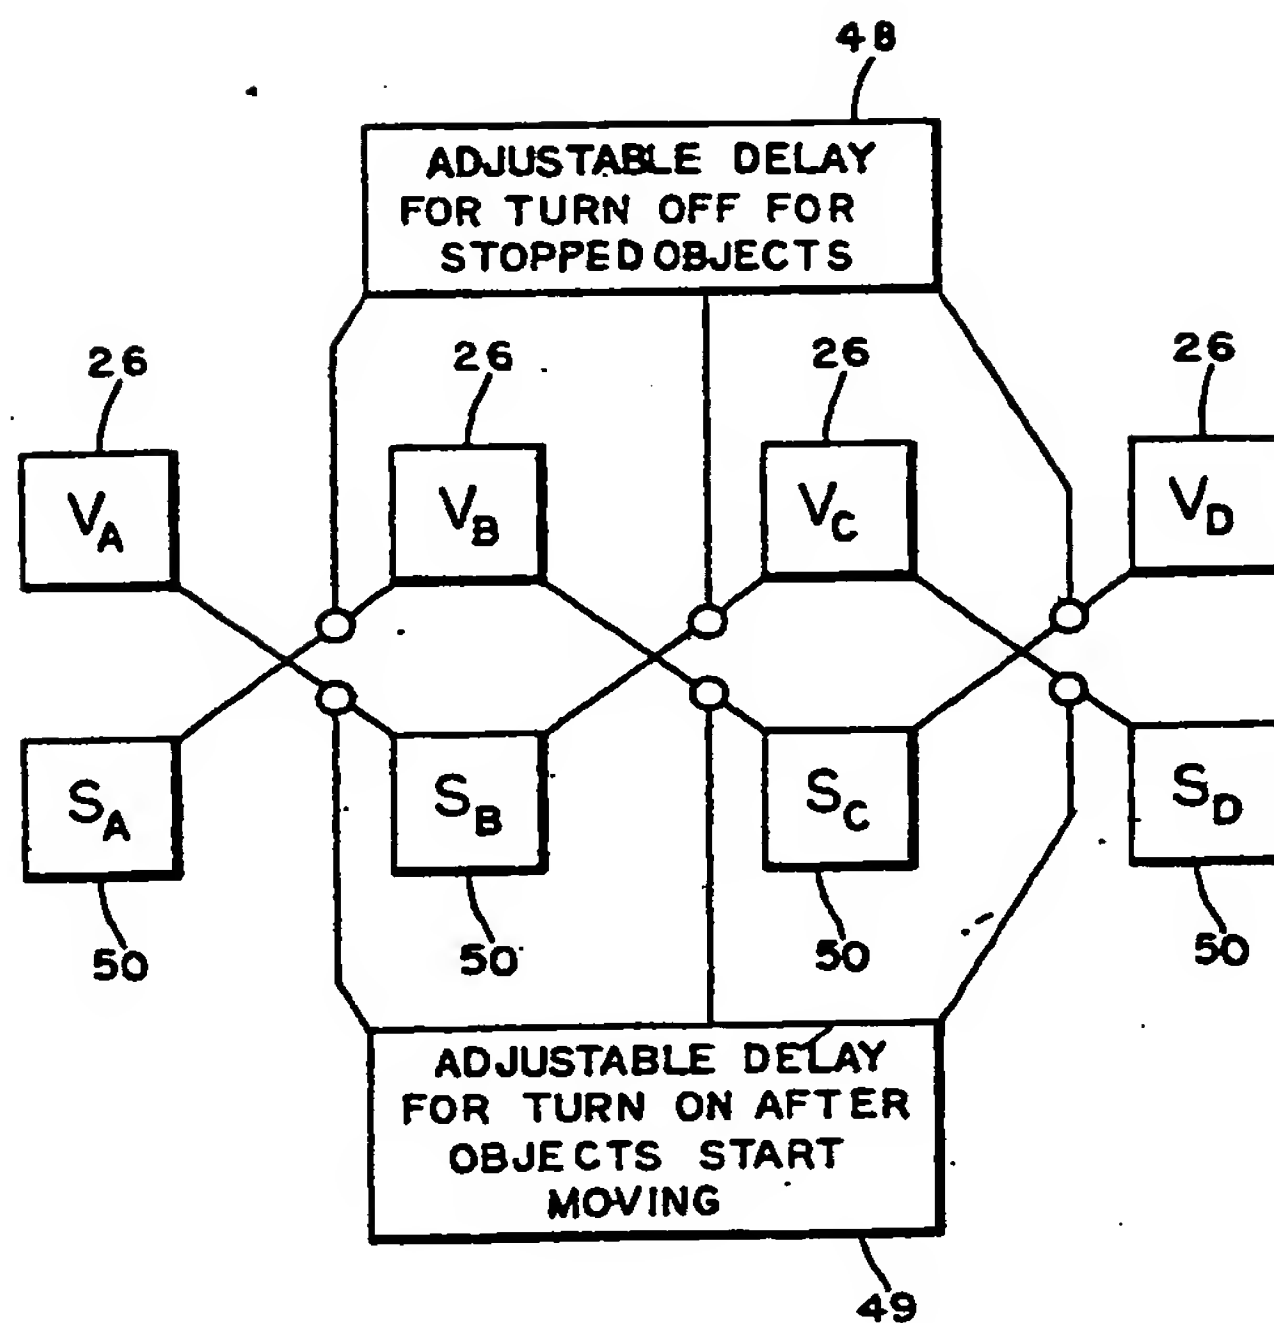 48
ADJUSTABLE DELAY
FOR TURN OFF FOR
STOPPED OBJECTS
26 26 26 26
VA VB VC VD
SA SB SC SD
50 50 50 50
ADJUSTABLE DELAY
FOR TURN ON AFTER
OBJECTS START
MOVING
49